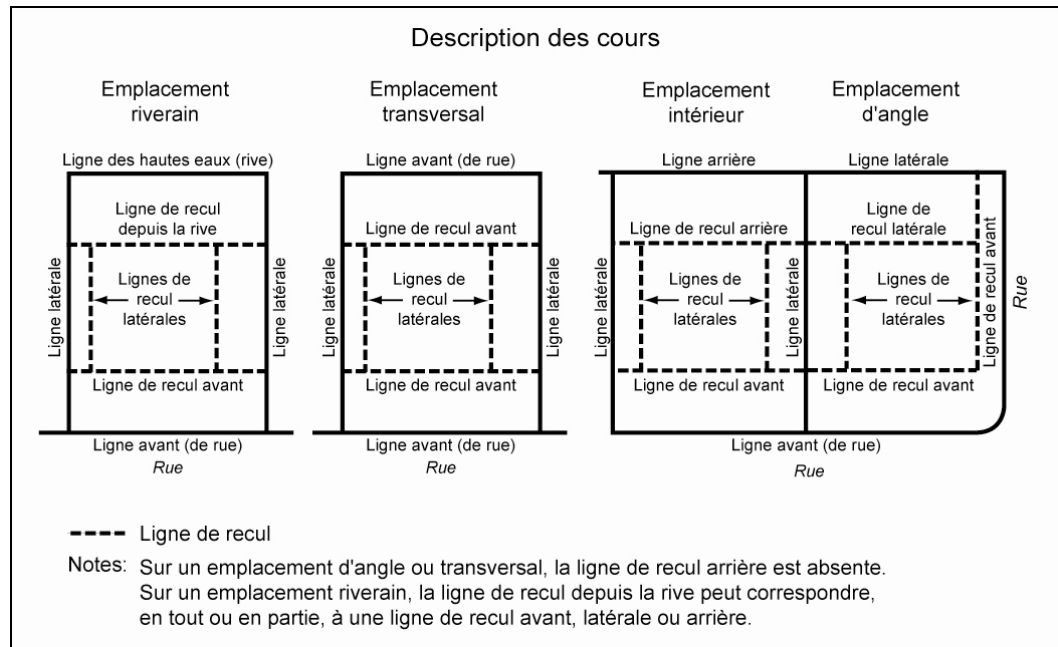 Description des cours
Emplacement
riverain
Ligne des hautes eaux (rive)
Ligne de recul
depuis la rive
Ligne latérale
Lignes de
recul
latérales
Ligne latérale
Ligne de recul avant
Ligne avant (de rue)
Rue
Emplacement
transversal
Ligne avant (de rue)
Ligne de recul avant
Ligne latérale
Lignes de
recul
latérales
Ligne latérale
Ligne de recul avant
Ligne avant (de rue)
Rue
Emplacement
intérieur
Ligne arrière
Ligne de recul arrière
Ligne latérale
Lignes de
recul
latérales
Ligne latérale
Ligne de recul avant
Emplacement
d'angle
Ligne latérale
Ligne de
recul latérale
Lignes de
recul
latérales
Ligne de recul avant
Rue
Ligne de recul avant
Ligne avant (de rue)
Rue
Ligne de recul
Notes: Sur un emplacement d'angle ou transversal, la ligne de recul arrière est absente.
Sur un emplacement riverain, la ligne de recul depuis la rive peut correspondre,
en tout ou en partie, à une ligne de recul avant, latérale ou arrière.